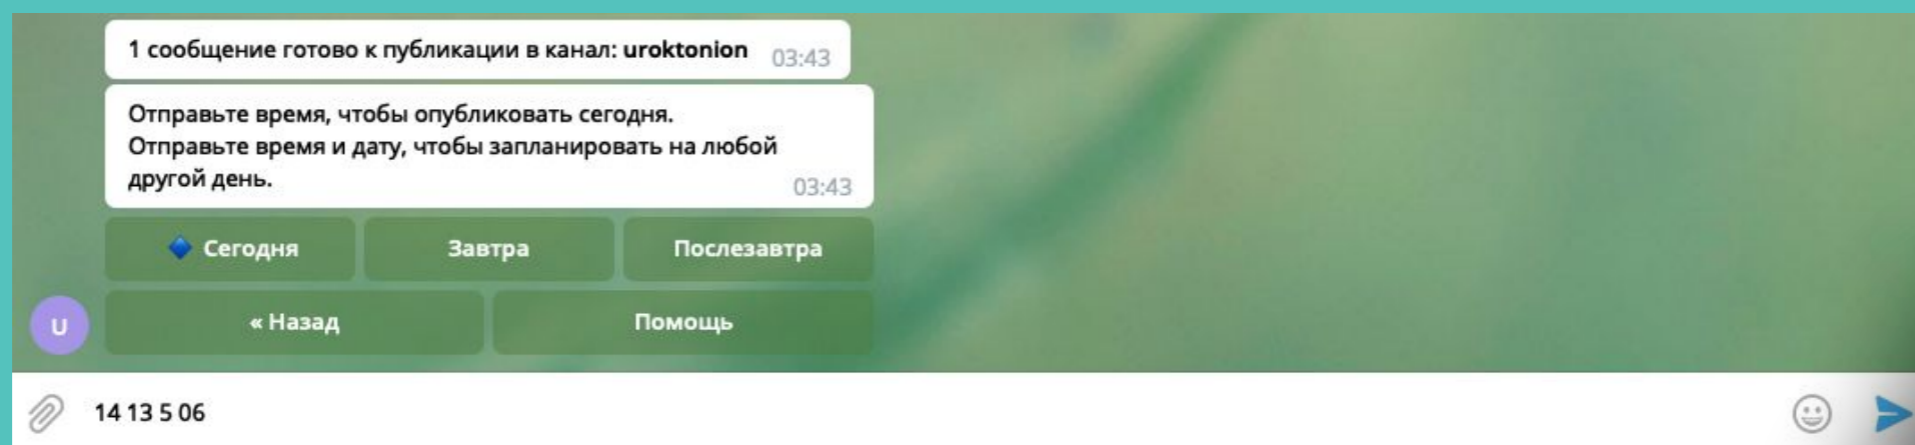 1 сообщение готово к публикации в канал: uroktonion 03:43
Отправьте время, чтобы опубликовать сегодня.
Отправьте время и дату, чтобы запланировать на любой
другой день. 03:43
Сегодня Завтра Послезавтра
U « Назад Помощь
14 13 5 06